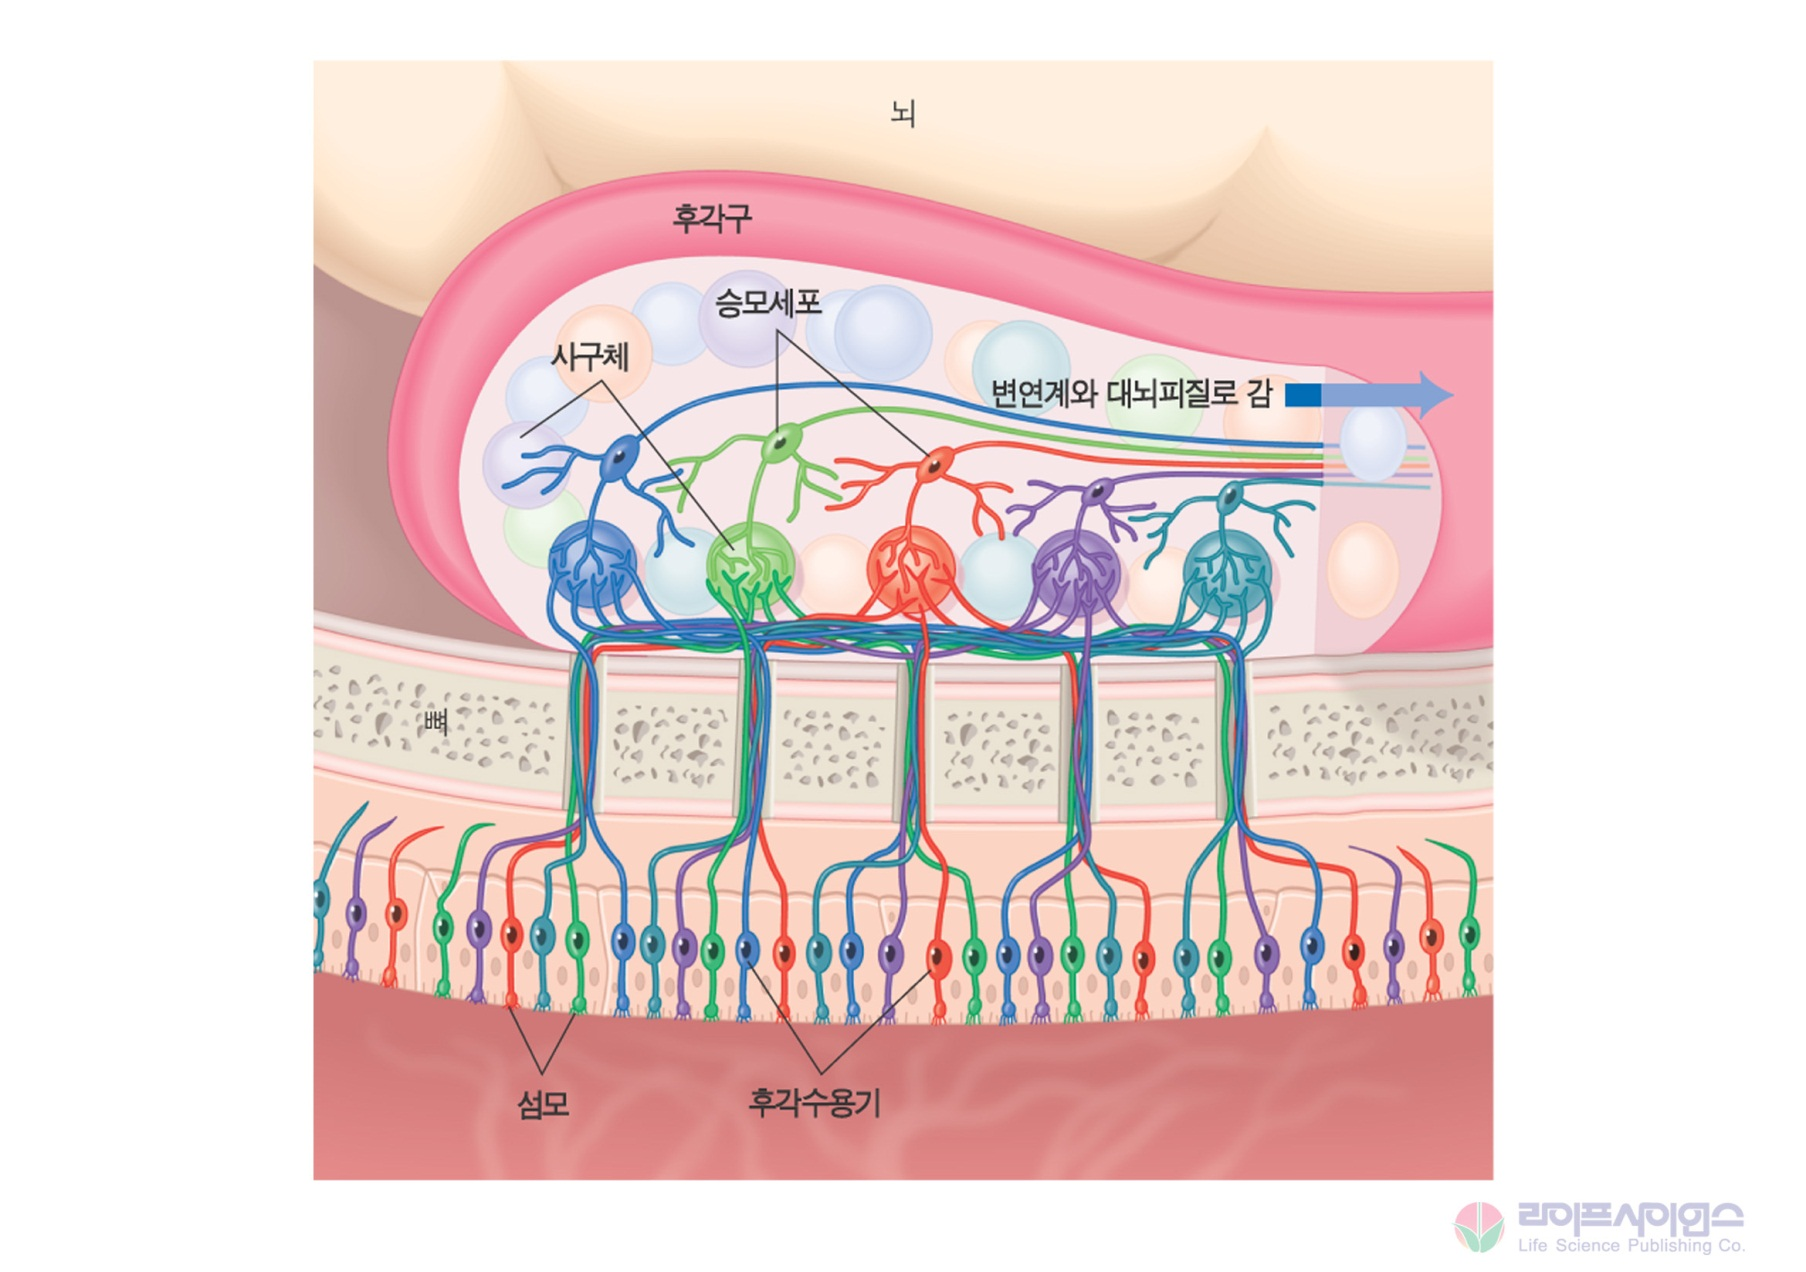 뇌
후각구
승모세포
사구체
변연계와 대뇌피질로 감
뼈
섬모
후각수용기
라이프사이언스
Life Science Publishing Co.